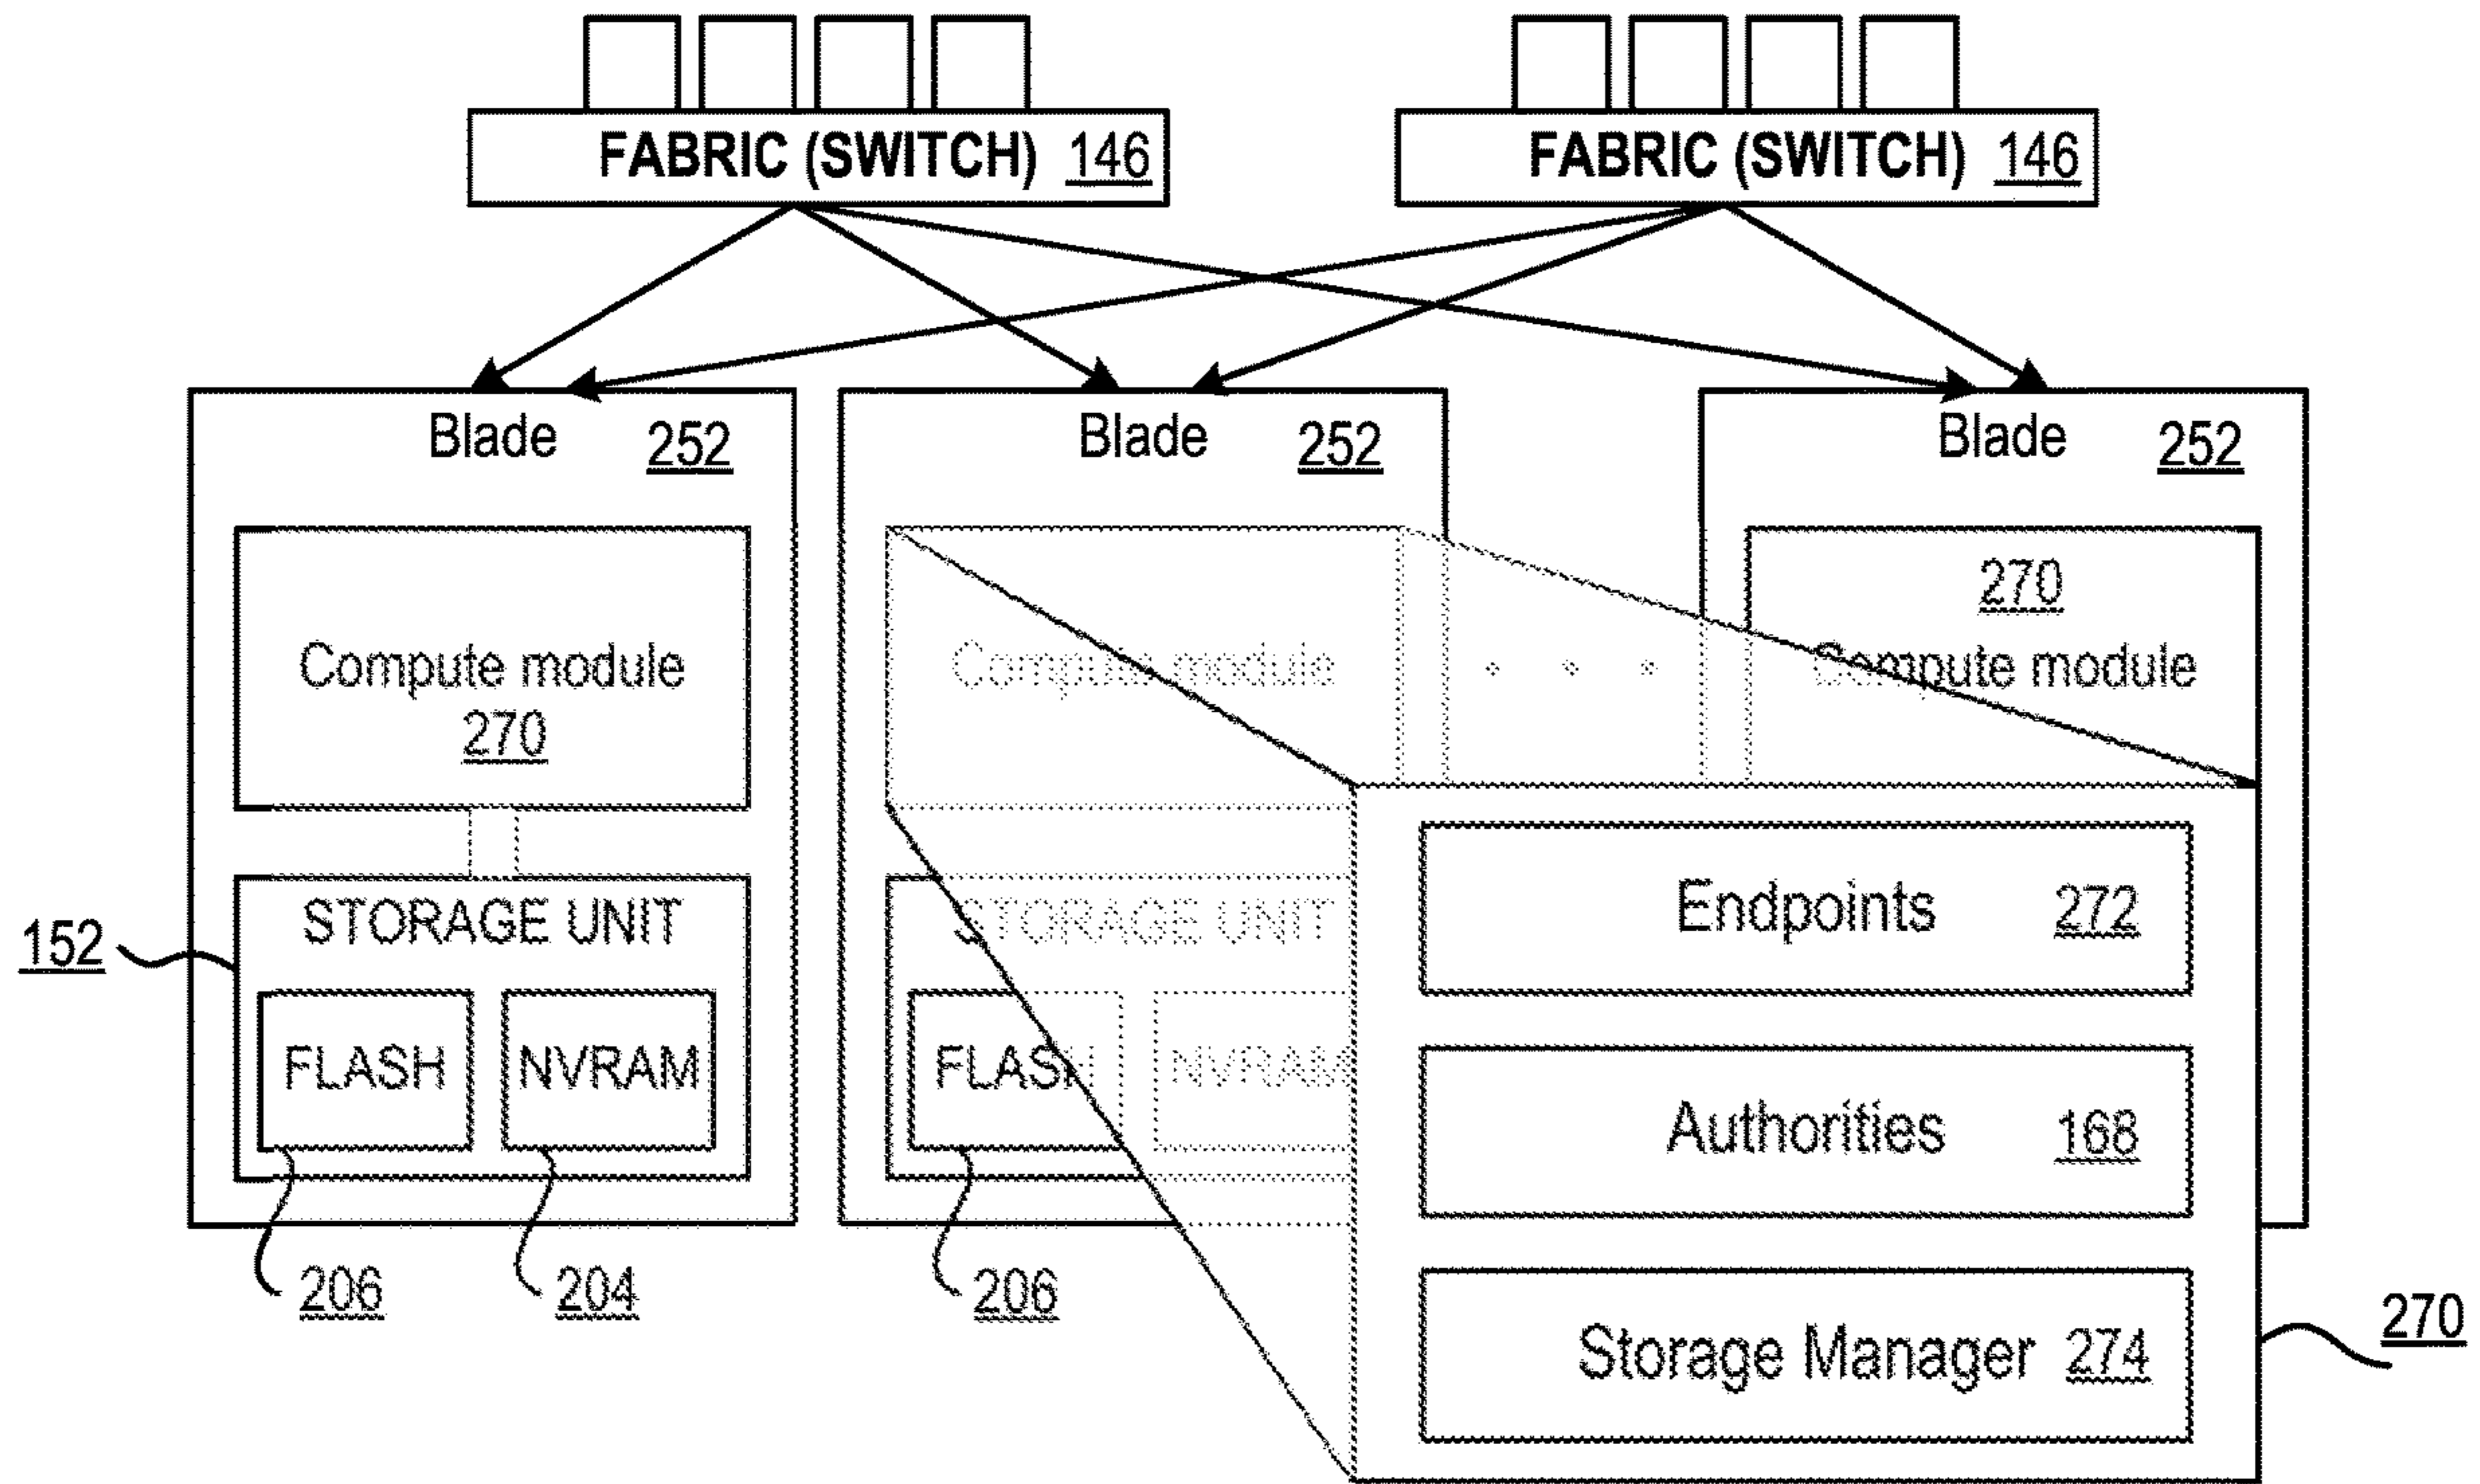 FABRIC (SWITCH) 146
FABRIC (SWITCH) 146
Blade 252
Blade 252
Blade 252
Compute module
270
Compute module
. . .
270
Compute module
152
STORAGE UNIT
FLASH
NVRAM
206
204
STORAGE UNIT
FLASH
NVRAM
206
Endpoints 272
Authorities 168
Storage Manager 274
270